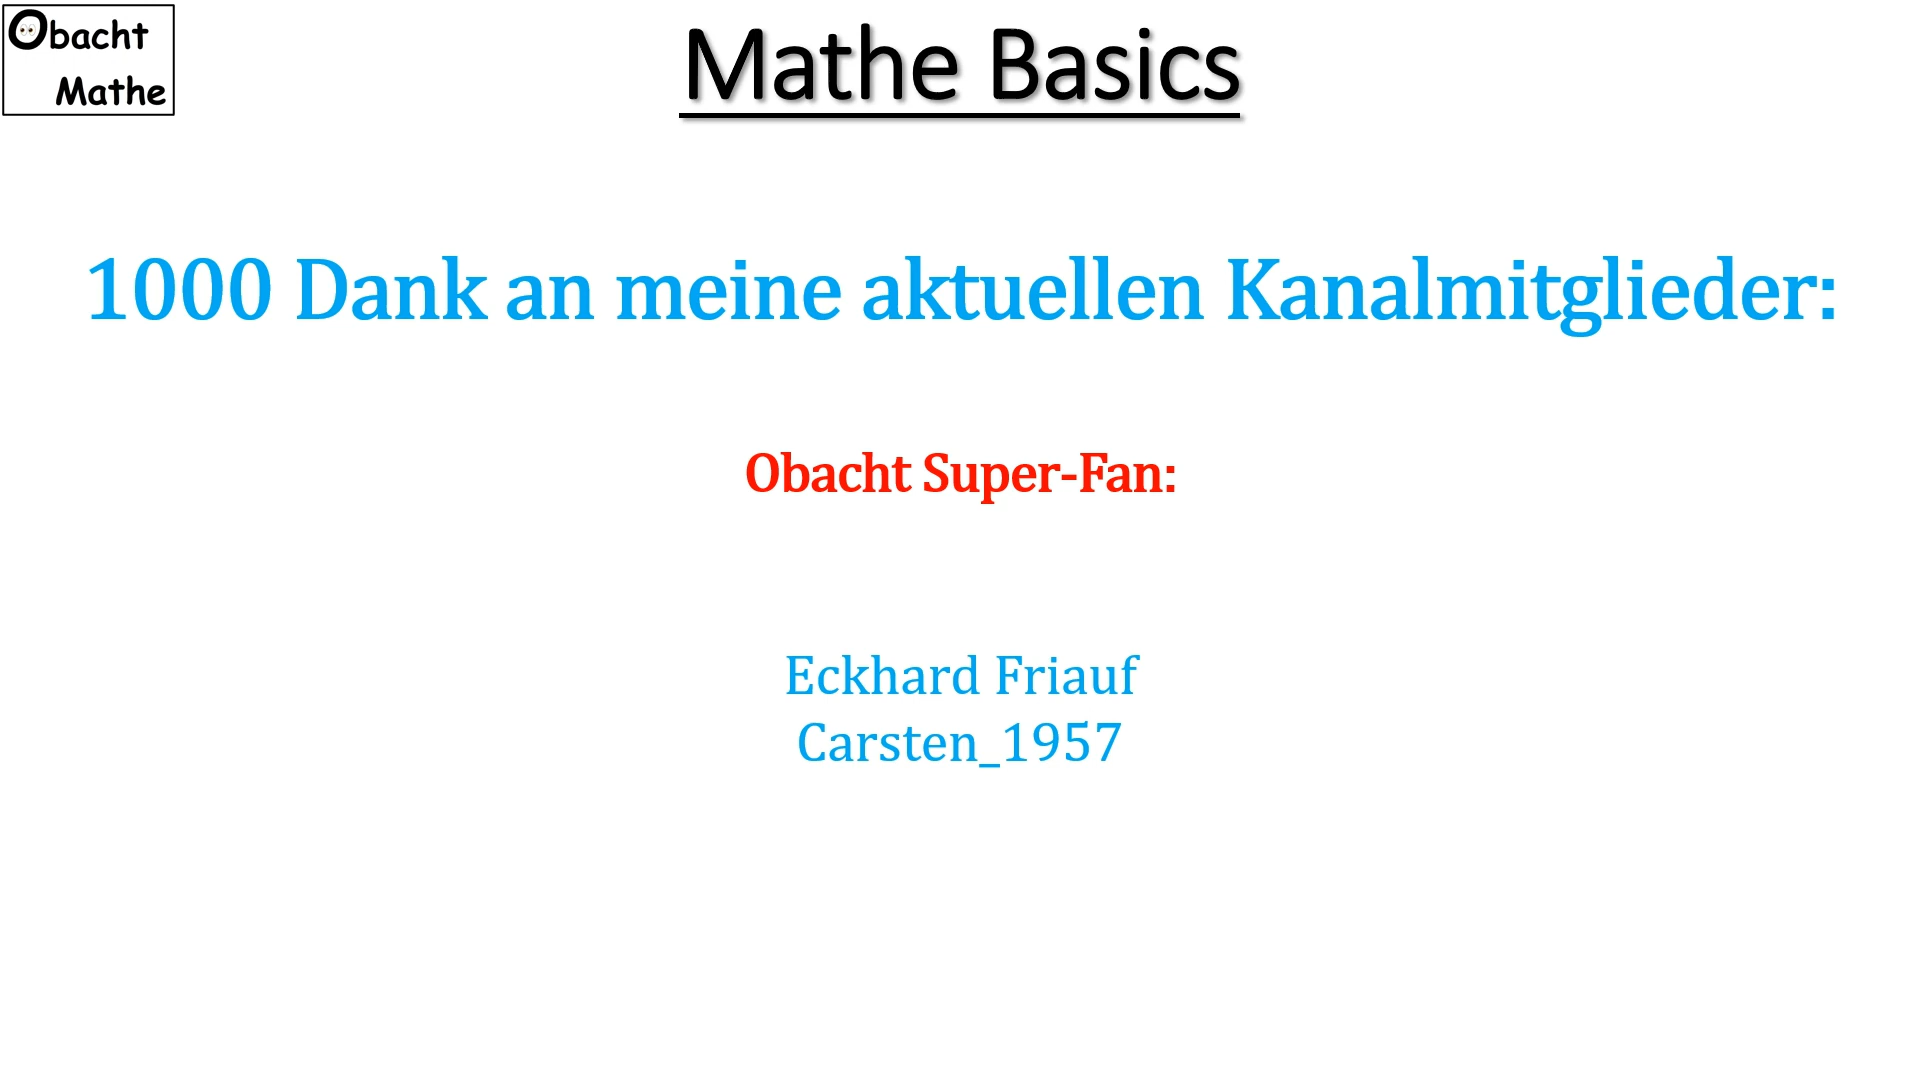 Obacht
Mathe
Mathe Basics
1000 Dank an meine aktuellen Kanalmitglieder:
Obacht Super-Fan:
Eckhard Friauf
Carsten_1957